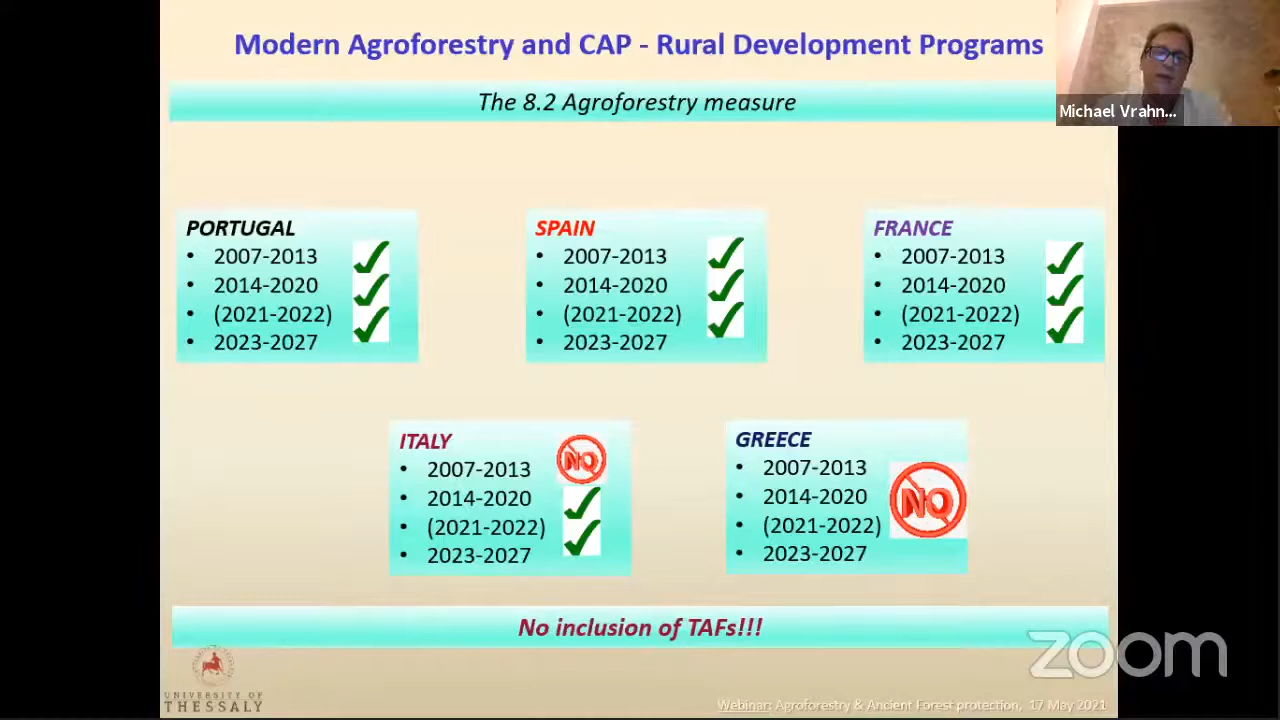 Modern Agroforestry and CAP - Rural Development Programs
The 8.2 Agroforestry measure
Michael Vrahn...
PORTUGAL
• 2007-2013
• 2014-2020
• (2021-2022)
• 2023-2027
SPAIN
• 2007-2013
• 2014-2020
• (2021-2022)
• 2023-2027
FRANCE
• 2007-2013
• 2014-2020
• (2021-2022)
• 2023-2027
ITALY
• 2007-2013
• 2014-2020
• (2021-2022)
• 2023-2027
NO
GREECE
• 2007-2013
• 2014-2020
• (2021-2022)
• 2023-2027
NO
No inclusion of TAFs!!!
zoom
UNIVERSITY OF
THESSALY
Webinar: Agroforestry & Ancient Forest protection, 17 May 2021